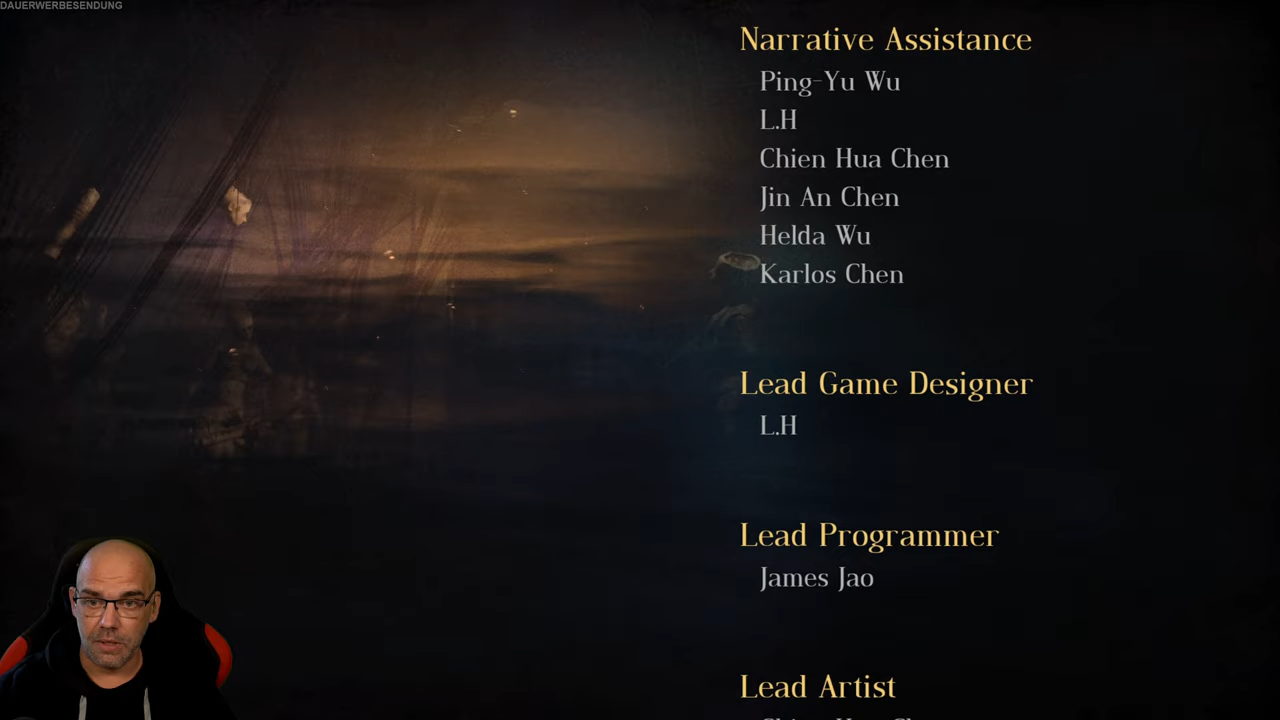 DAUERWERBESENDUNG
Narrative Assistance
Ping-Yu Wu
L.H
Chien Hua Chen
Jin An Chen
Helda Wu
Karlos Chen
Lead Game Designer
L.H
Lead Programmer
James Jao
Lead Artist